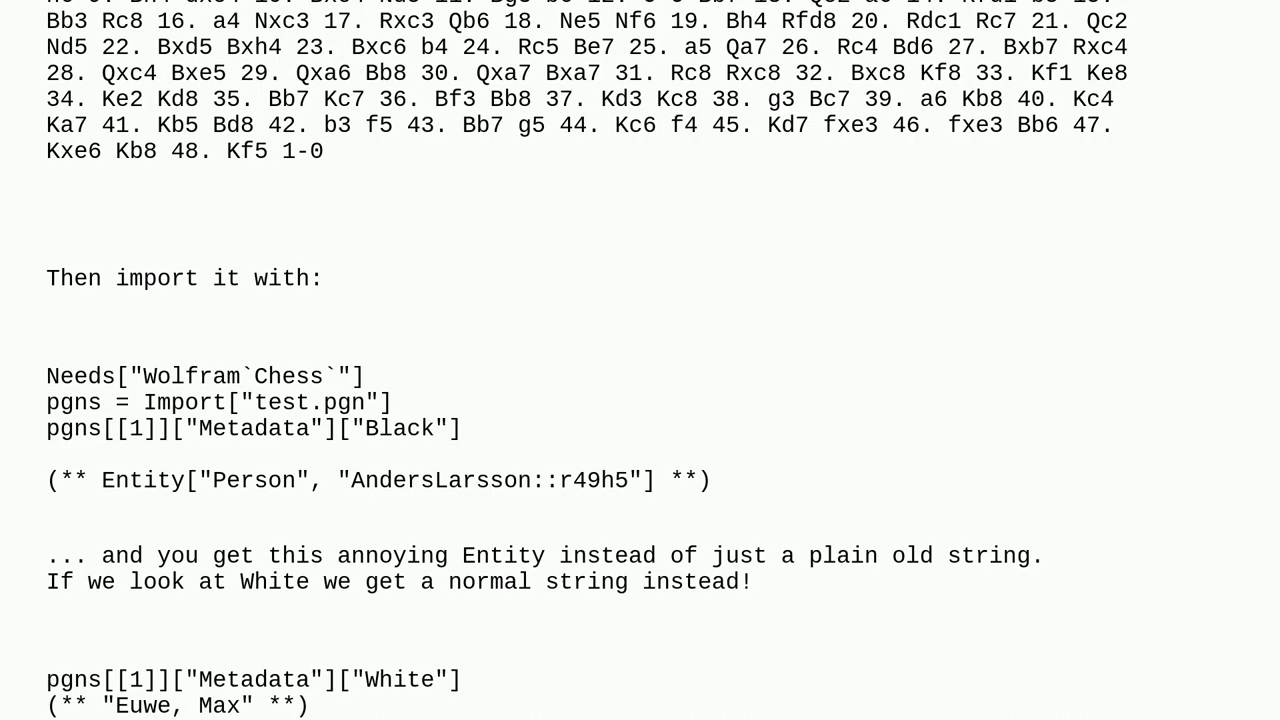 Bb3 Rc8 16. a4 Nxc3 17. Rxc3 Qb6 18. Ne5 Nf6 19. Bh4 Rfd8 20. Rdc1 Rc7 21. Qc2
Nd5 22. Bxd5 Bxh4 23. Bxc6 b4 24. Rc5 Be7 25. a5 Qa7 26. Rc4 Bd6 27. Bxb7 Rxc4
28. Qxc4 Bxe5 29. Qxa6 Bb8 30. Qxa7 Bxa7 31. Rc8 Rxc8 32. Bxc8 Kf8 33. Kf1 Ke8
34. Ke2 Kd8 35. Bb7 Kc7 36. Bf3 Bb8 37. Kd3 Kc8 38. g3 Bc7 39. a6 Kb8 40. Kc4
Ka7 41. Kb5 Bd8 42. b3 f5 43. Bb7 g5 44. Kc6 f4 45. Kd7 fxe3 46. fxe3 Bb6 47.
Kxe6 Kb8 48. Kf5 1-0
Then import it with:
Needs["Wolfram`Chess`"]
pgns = Import["test.pgn"]
pgns[[1]]["Metadata"]["Black"]
(** Entity["Person", "AndersLarsson::r49h5"] **)
... and you get this annoying Entity instead of just a plain old string.
If we look at White we get a normal string instead!
pgns[[1]]["Metadata"]["White"]
(** "Euwe, Max" **)